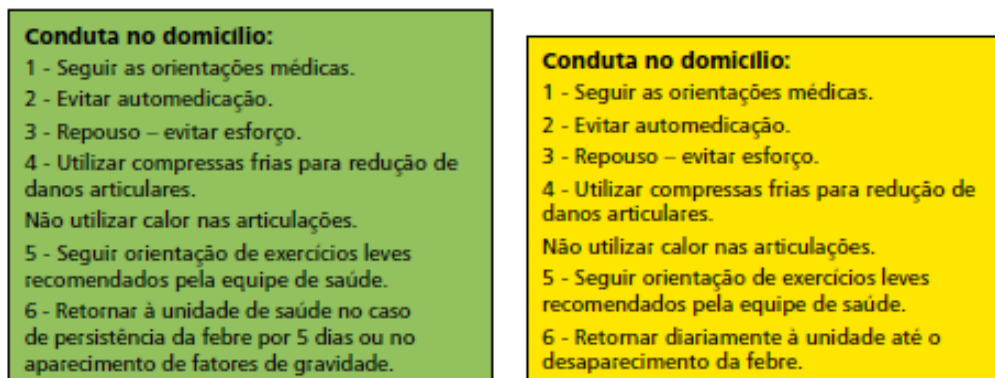 Conduta no domicílio:
1 - Seguir as orientações médicas.
2 - Evitar automedicação.
3 - Repouso – evitar esforço.
4 - Utilizar compressas frias para redução de
danos articulares.
Não utilizar calor nas articulações.
5 - Seguir orientação de exercícios leves
recomendados pela equipe de saúde.
6 - Retornar à unidade de saúde no caso
de persistência da febre por 5 dias ou no
aparecimento de fatores de gravidade.
Conduta no domicílio:
1 - Seguir as orientações médicas.
2 - Evitar automedicação.
3 - Repouso – evitar esforço.
4 - Utilizar compressas frias para redução de
danos articulares.
Não utilizar calor nas articulações.
5 - Seguir orientação de exercícios leves
recomendados pela equipe de saúde.
6 - Retornar diariamente à unidade até o
desaparecimento da febre.